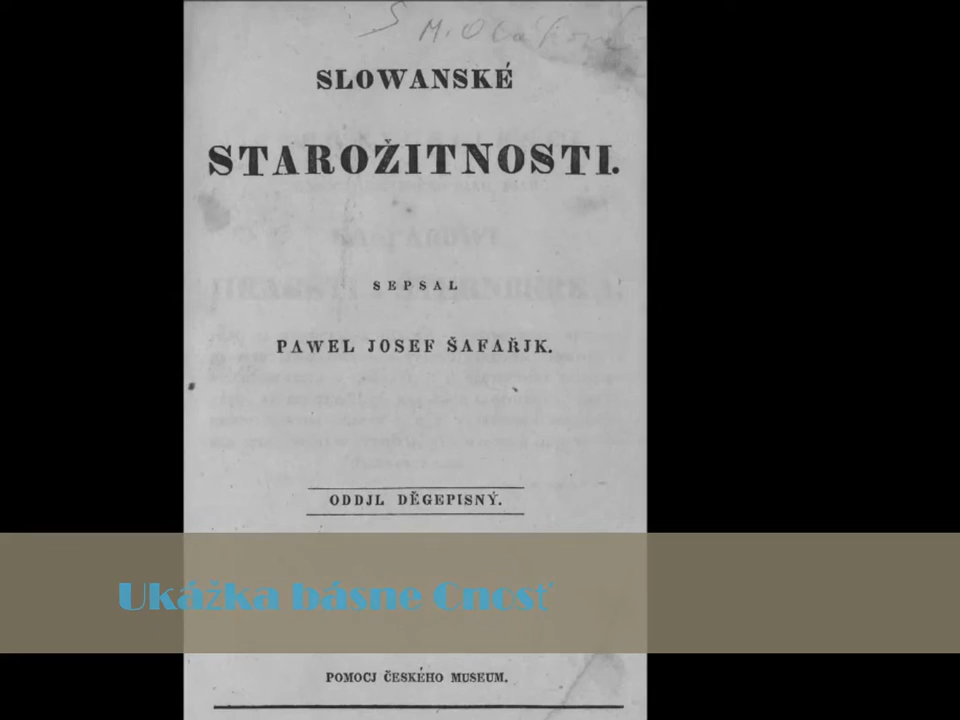 SLOWANSKÉ
STAROŽITNOSTI.
SEPSAL
PAWEL JOSEF ŠAFAŘJK.
ODDJL DĚGEPISNÝ.
Ukážka básne Cnosť
POMOCJ ČESKÉHO MUSEUM.